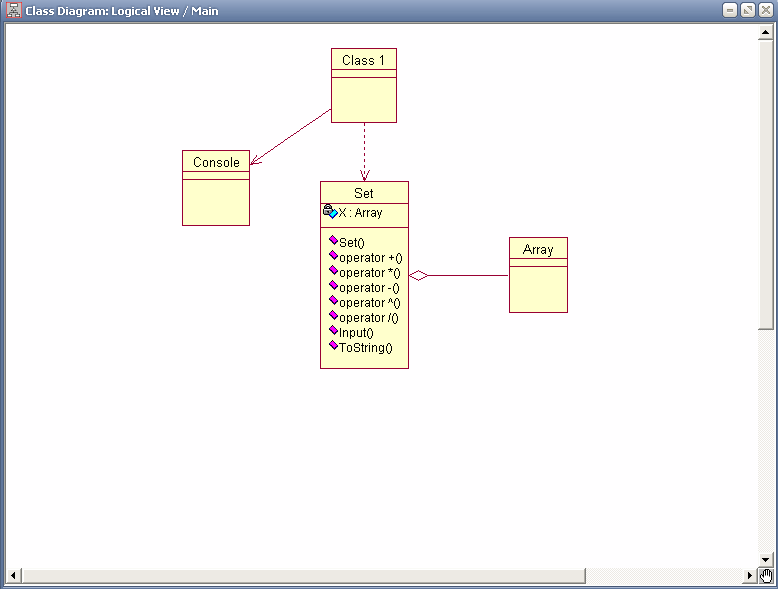 Class Diagram: Logical View / Main
Class 1
Console
Set
X : Array
Set()
operator +()
operator *()
operator -()
operator ^()
operator /()
Input()
ToString()
Array